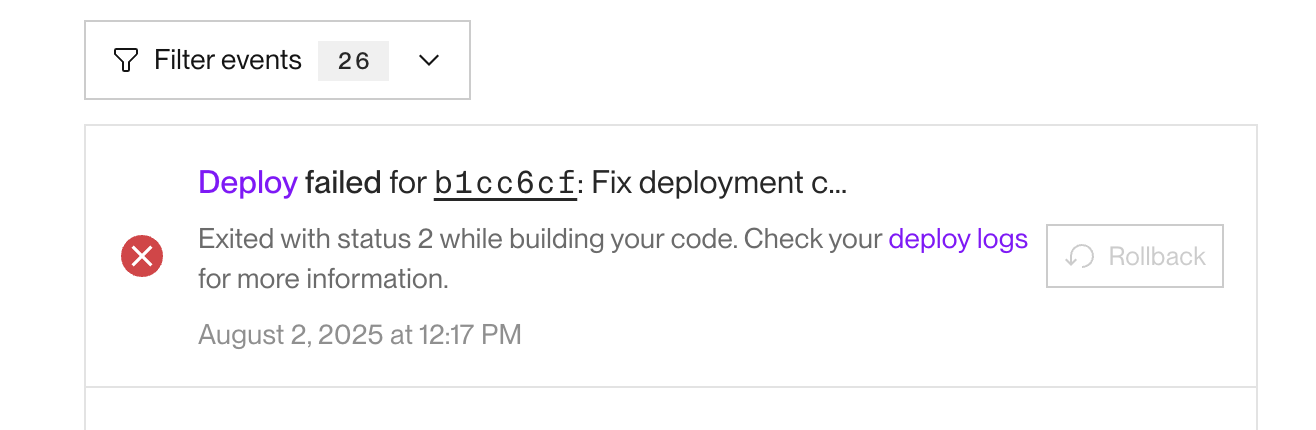 Filter events 26
Deploy failed for b1cc6cf: Fix deployment c...
Exited with status 2 while building your code. Check your deploy logs
for more information.
Rollback
August 2, 2025 at 12:17 PM